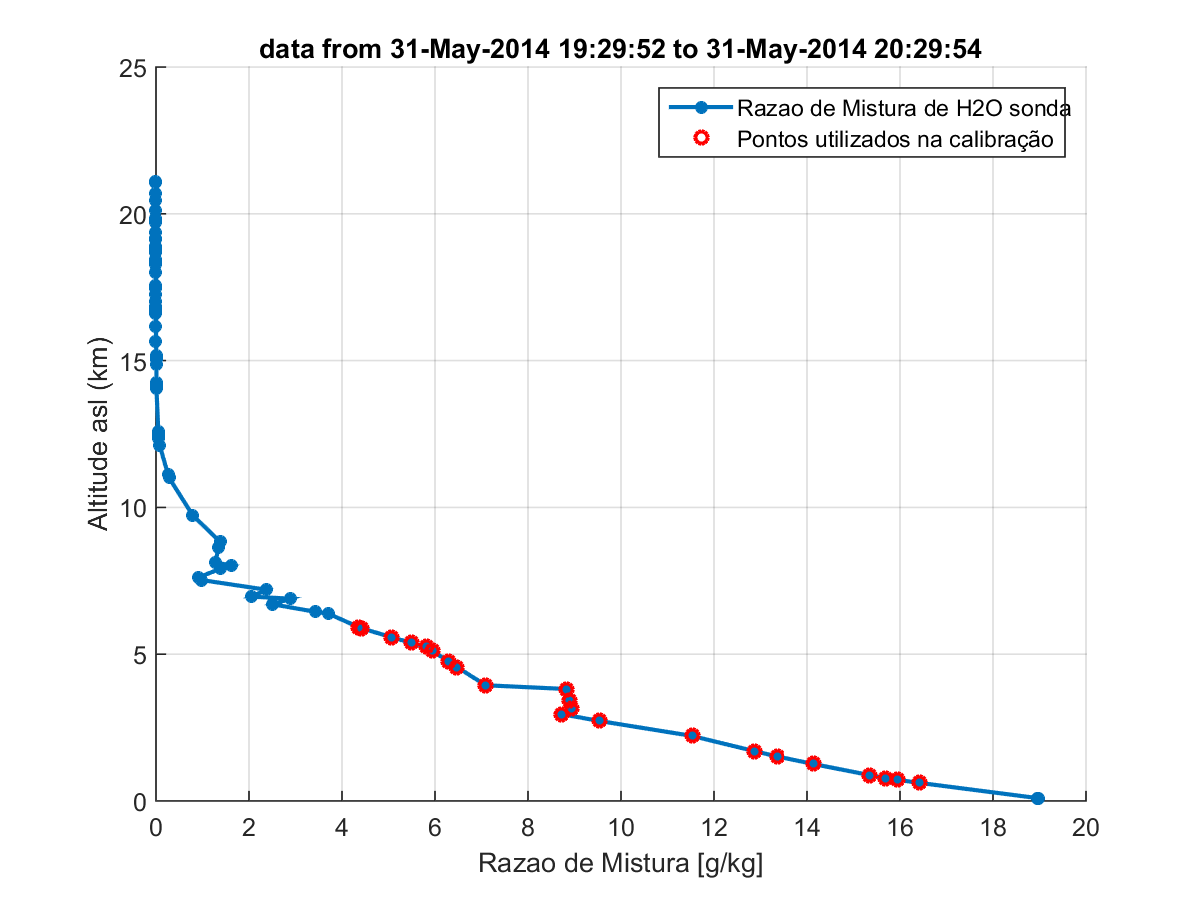 data from 31-May-2014 19:29:52 to 31-May-2014 20:29:54
25
20
15
10
5
0
Altitude asl (km)
Razao de Mistura de H2O sonda
Pontos utilizados na calibração
0 2 4 6 8 10 12 14 16 18 20
Razao de Mistura [g/kg]